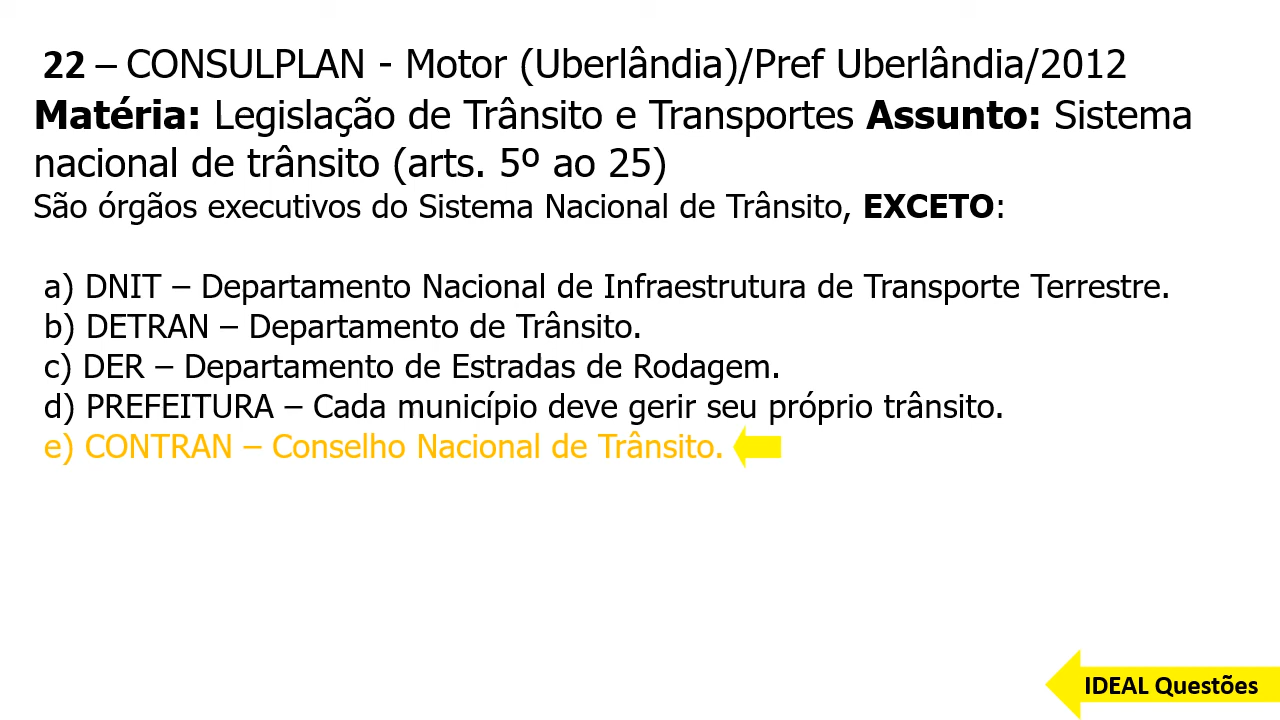 22 – CONSULPLAN - Motor (Uberlândia)/Pref Uberlândia/2012
Matéria: Legislação de Trânsito e Transportes Assunto: Sistema
nacional de trânsito (arts. 5º ao 25)
São órgãos executivos do Sistema Nacional de Trânsito, EXCETO:
a) DNIT – Departamento Nacional de Infraestrutura de Transporte Terrestre.
b) DETRAN – Departamento de Trânsito.
c) DER – Departamento de Estradas de Rodagem.
d) PREFEITURA – Cada município deve gerir seu próprio trânsito.
e) CONTRAN – Conselho Nacional de Trânsito.
IDEAL Questões